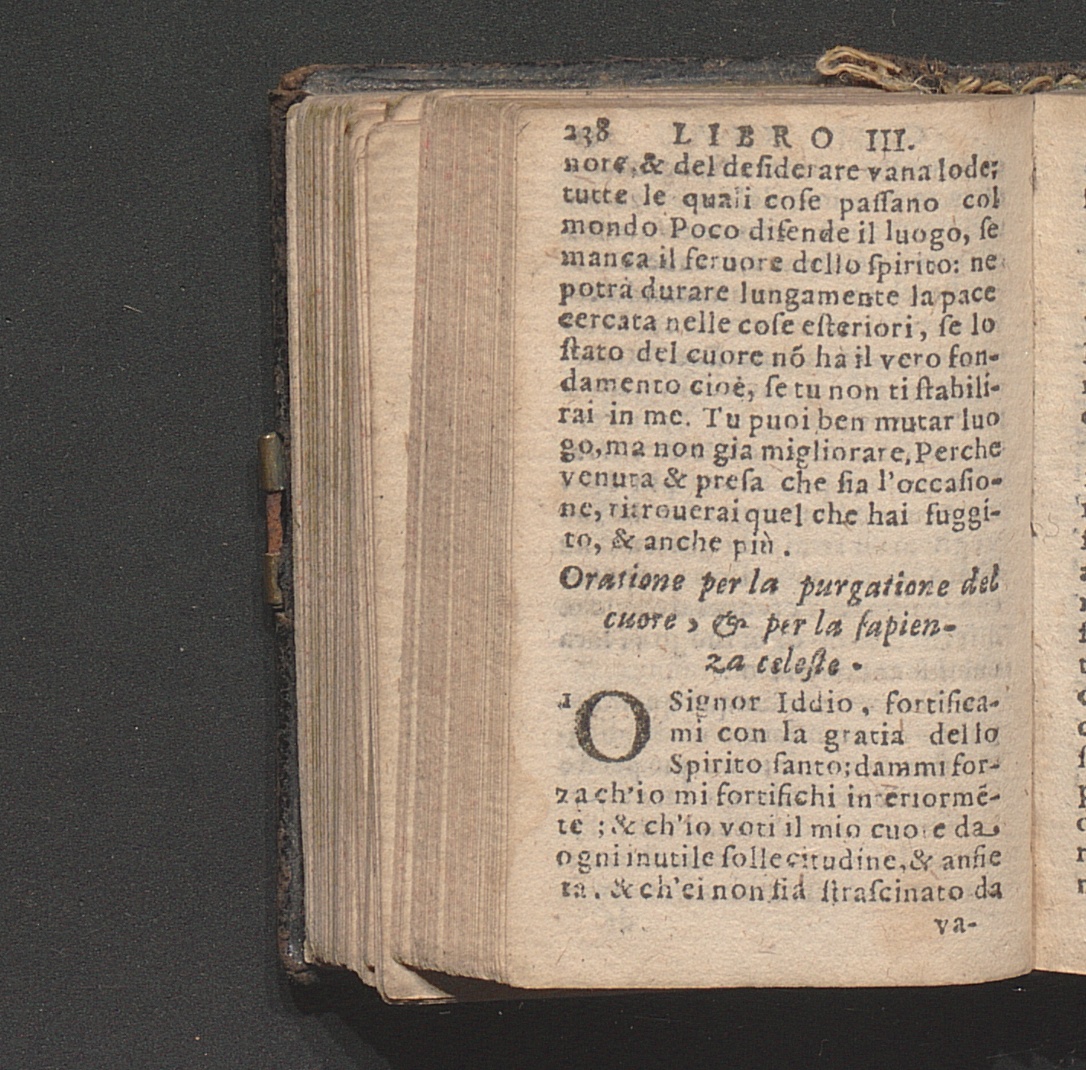 238 LIBRO III.
nore, & del deſiderare vana lode;
tutte le quali coſe paſſano col
mondo Poco difende il luogo, ſe
manca il feruore dello ſpirito: ne
potrà durare lungamente la pace
cercata nelle coſe eſteriori, ſe lo
ſtato del cuore nõ ha il vero fon-
damento cioè, ſe tu non ti ſtabili-
rai in me. Tu puoi ben mutar luo
go, ma non gia migliorare, Perche
venuta & preſa che ſia l'occaſio-
ne, ritrouerai quel che hai fuggi-
to, & anche più.
Oratione per la purgatione del
cuore, & per la ſapien-
za celeſte.
1 O Signor Iddio, fortifica-
mi con la gratia dello
Spirito ſanto; dammi for-
za ch'io mi fortifichi interiormẽ-
te; & ch'io voti il mio cuore da
ogni inutile ſollecitudine, & anſie
ta. & ch'ei non ſia ſtraſcinato da
va-